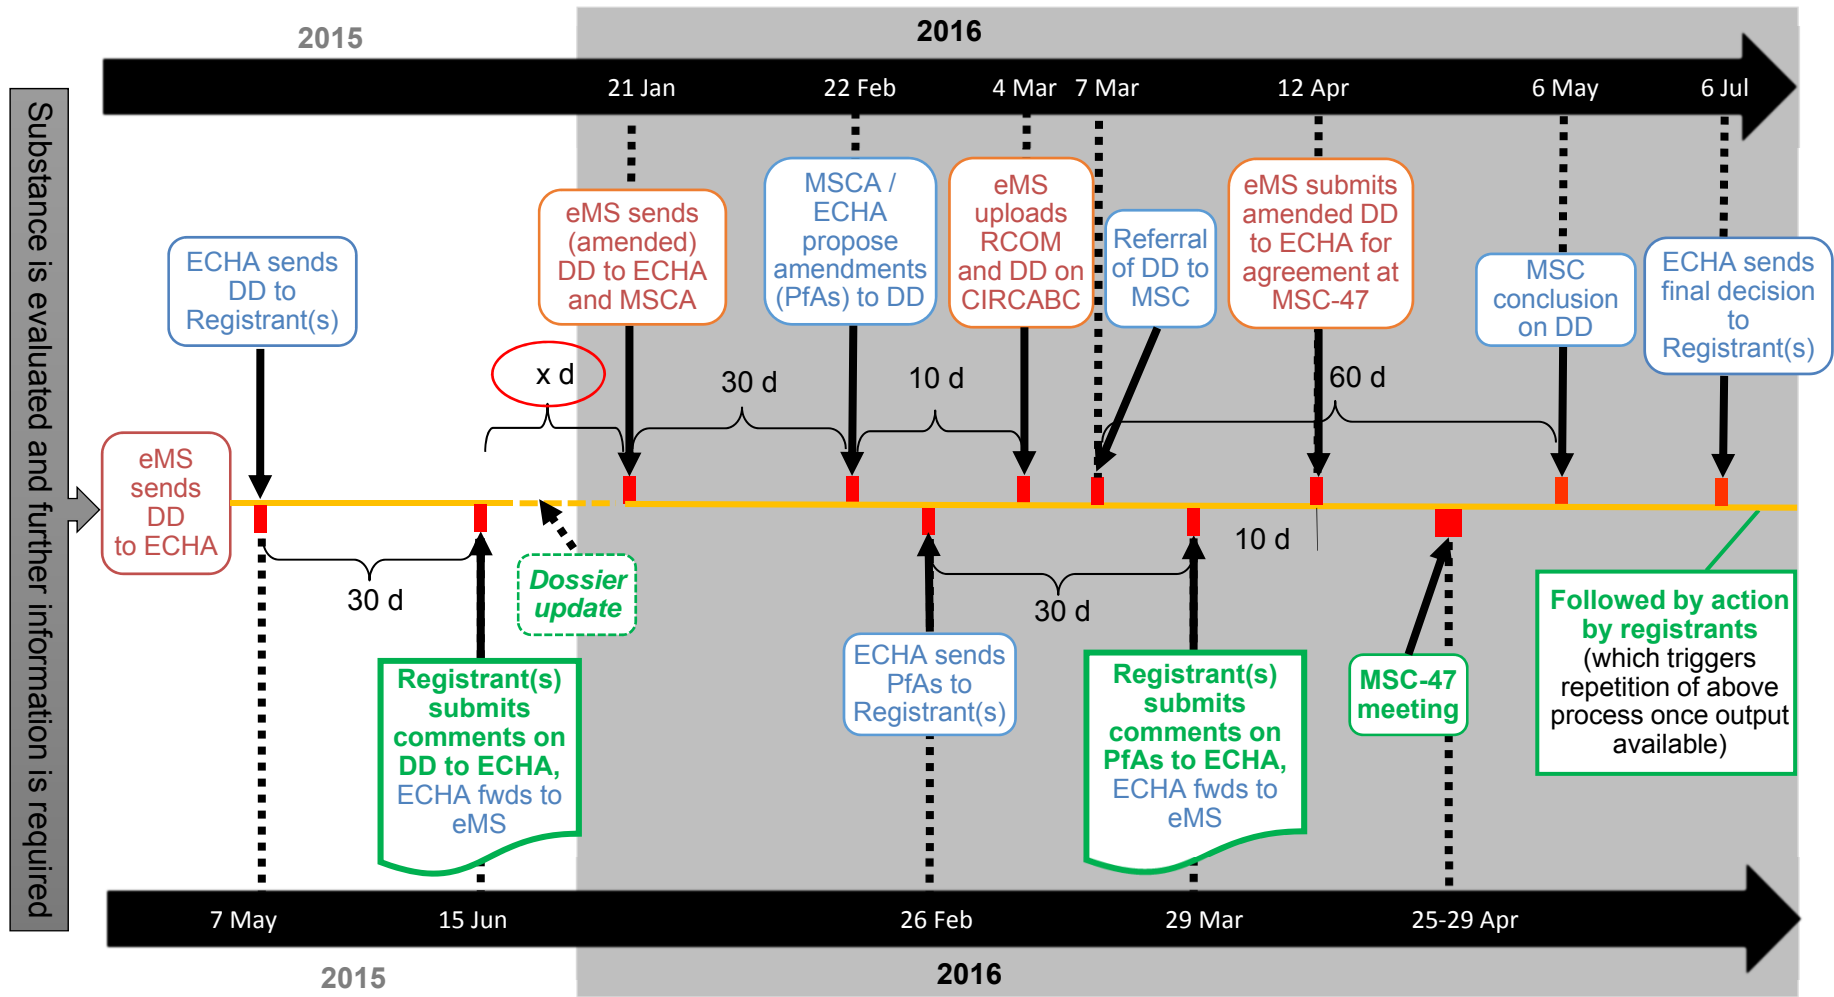 2015
2016
21 Jan
22 Feb
4 Mar
7 Mar
12 Apr
6 May
6 Jul
Substance is evaluated and further information is required
eMS
sends
DD
to ECHA
ECHA sends
DD to
Registrant(s)
eMS sends
(amended)
DD to ECHA
and MSCA
MSCA /
ECHA
propose
amendments
(PfAs) to DD
eMS
uploads
RCOM
and DD on
CIRCABC
Referral
of DD to
MSC
eMS submits
amended DD
to ECHA for
agreement at
MSC-47
MSC
conclusion
on DD
ECHA sends
final decision
to
Registrant(s)
x d
30 d
10 d
60 d
30 d
30 d
10 d
Dossier
update
Registrant(s)
submits
comments on
DD to ECHA,
ECHA fwds to
eMS
ECHA sends
PfAs to
Registrant(s)
Registrant(s)
submits
comments on
PfAs to ECHA,
ECHA fwds to
eMS
MSC-47
meeting
Followed by action
by registrants
(which triggers
repetition of above
process once output
available)
7 May
15 Jun
26 Feb
29 Mar
25-29 Apr
2015
2016